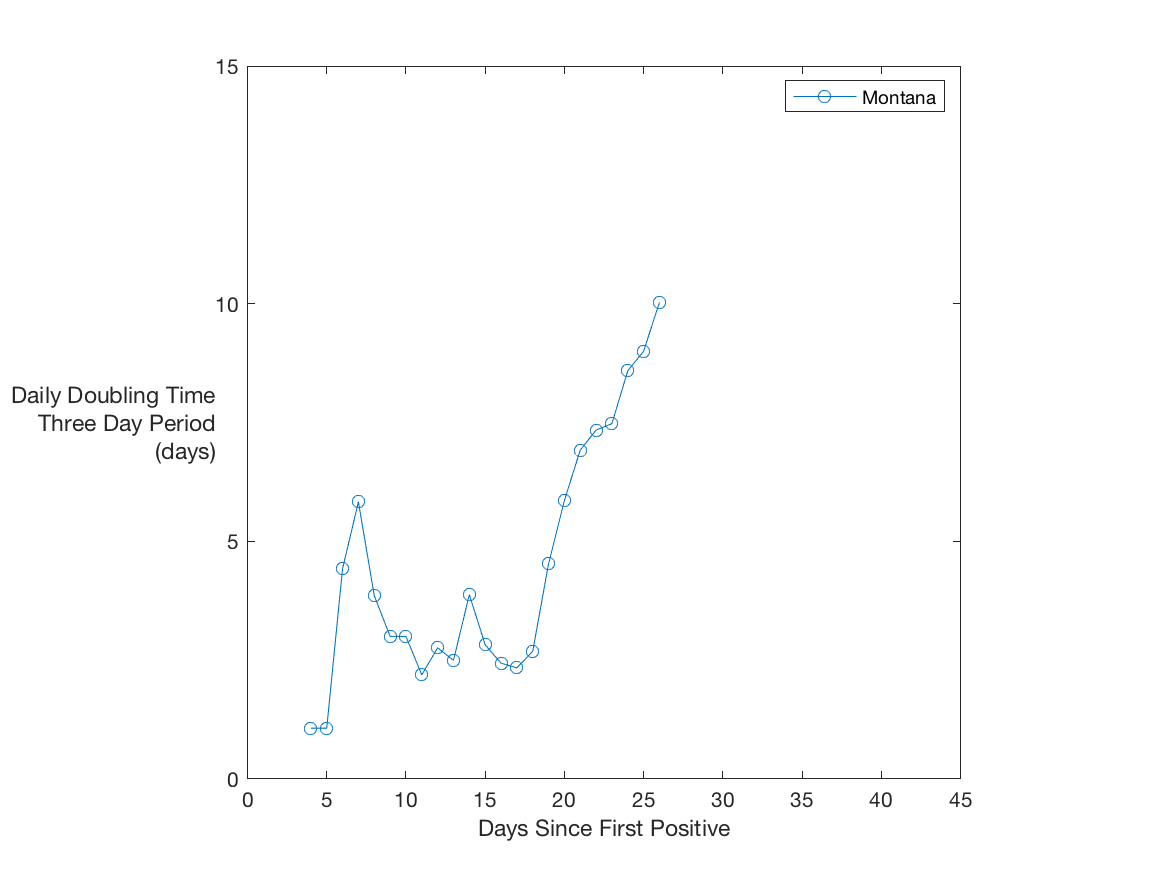 15
Montana
10
Daily Doubling Time
Three Day Period
(days)
5
0
0 5 10 15 20 25 30 35 40 45
Days Since First Positive